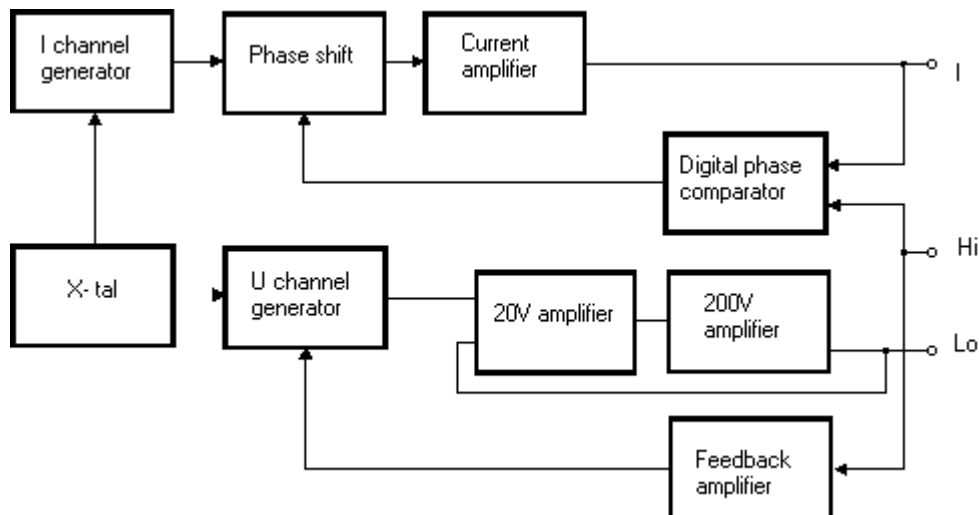 I channel
generator
Phase shift
Current
amplifier
I
Digital phase
comparator
X- tal
U channel
generator
20V amplifier
200V
amplifier
Hi
Lo
Feedback
amplifier